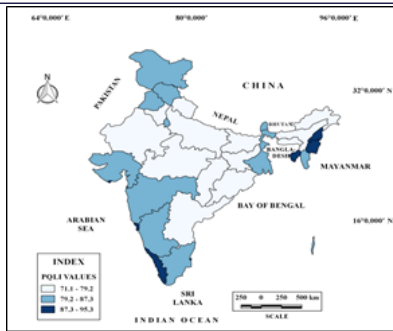 64°0.000' E
80°0.000'E
96°0.000'E
N
CHINA
PAKISTAN
32°0.000' N
NEPAL
BHUTAN
BANGLA
DESH
MAYANMAR
BAY OF BENGAL
ARABIAN
SEA
16°0.000' N
INDEX
PQLI VALUES
71.1 - 79.2
79.2 - 87.3
87.3 - 95.3
SRI
LANKA
250 0 250 500 km
SCALE
INDIAN OCEAN